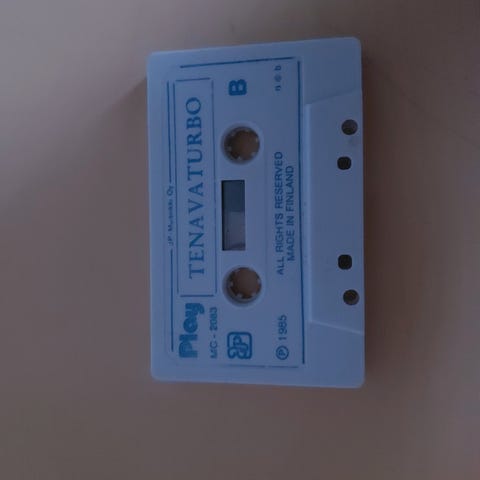 JP-Musiikki Oy
Play
TENAVATURBO
MC - 2083
B
JP
n©b
Ⓟ 1985
ALL RIGHTS RESERVED
MADE IN FINLAND